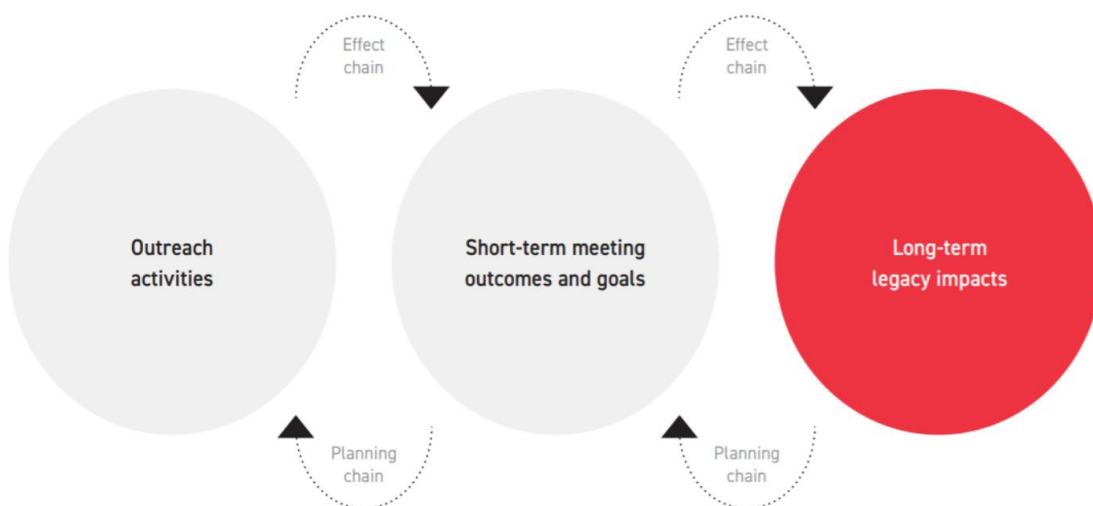 Effect
chain
Effect
chain
Outreach
activities
Short-term meeting
outcomes and goals
Long-term
legacy impacts
Planning
chain
Planning
chain